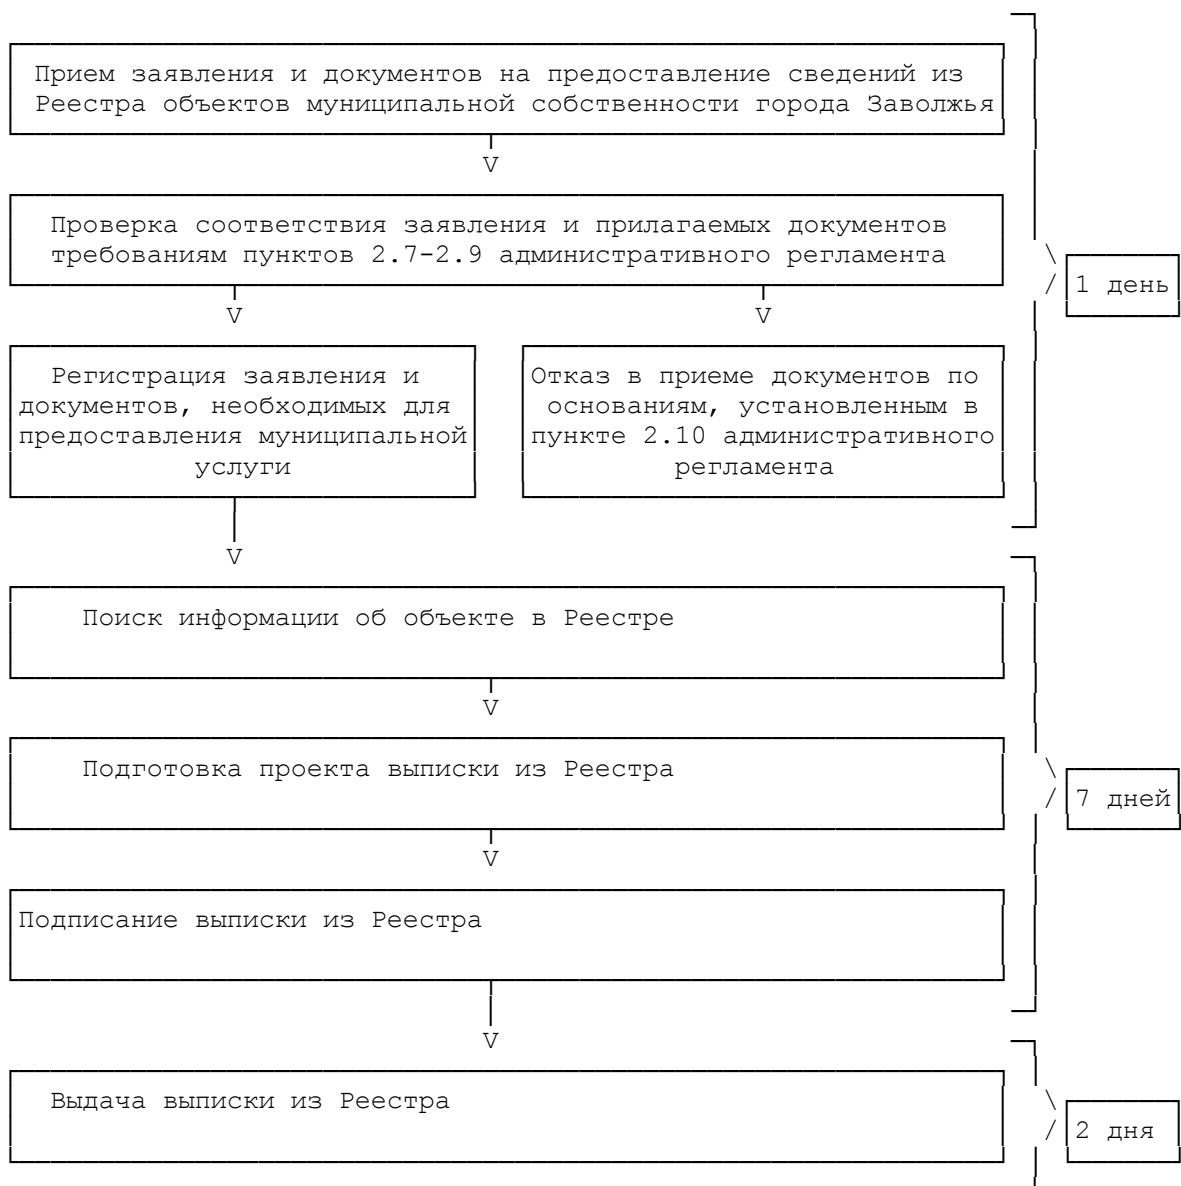 Прием заявления и документов на предоставление сведений из
Реестра объектов муниципальной собственности города Заволжья
V
Проверка соответствия заявления и прилагаемых документов
требованиям пунктов 2.7-2.9 административного регламента
1 день
V V
Регистрация заявления и
документов, необходимых для
предоставления муниципальной
услуги
Отказ в приеме документов по
основаниям, установленным в
пункте 2.10 административного
регламента
V
Поиск информации об объекте в Реестре
V
Подготовка проекта выписки из Реестра
7 дней
V
Подписание выписки из Реестра
V
Выдача выписки из Реестра
2 дня